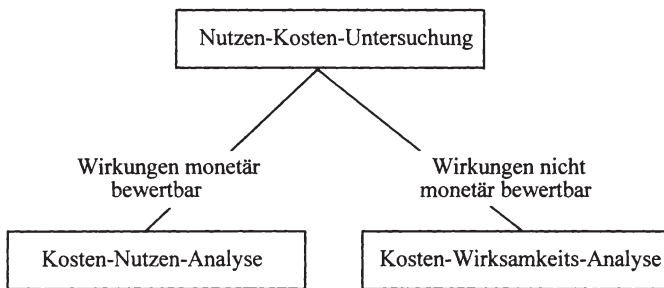 Nutzen-Kosten-Untersuchung
Wirkungen monetär
bewertbar
Wirkungen nicht
monetär bewertbar
Kosten-Nutzen-Analyse
Kosten-Wirksamkeits-Analyse